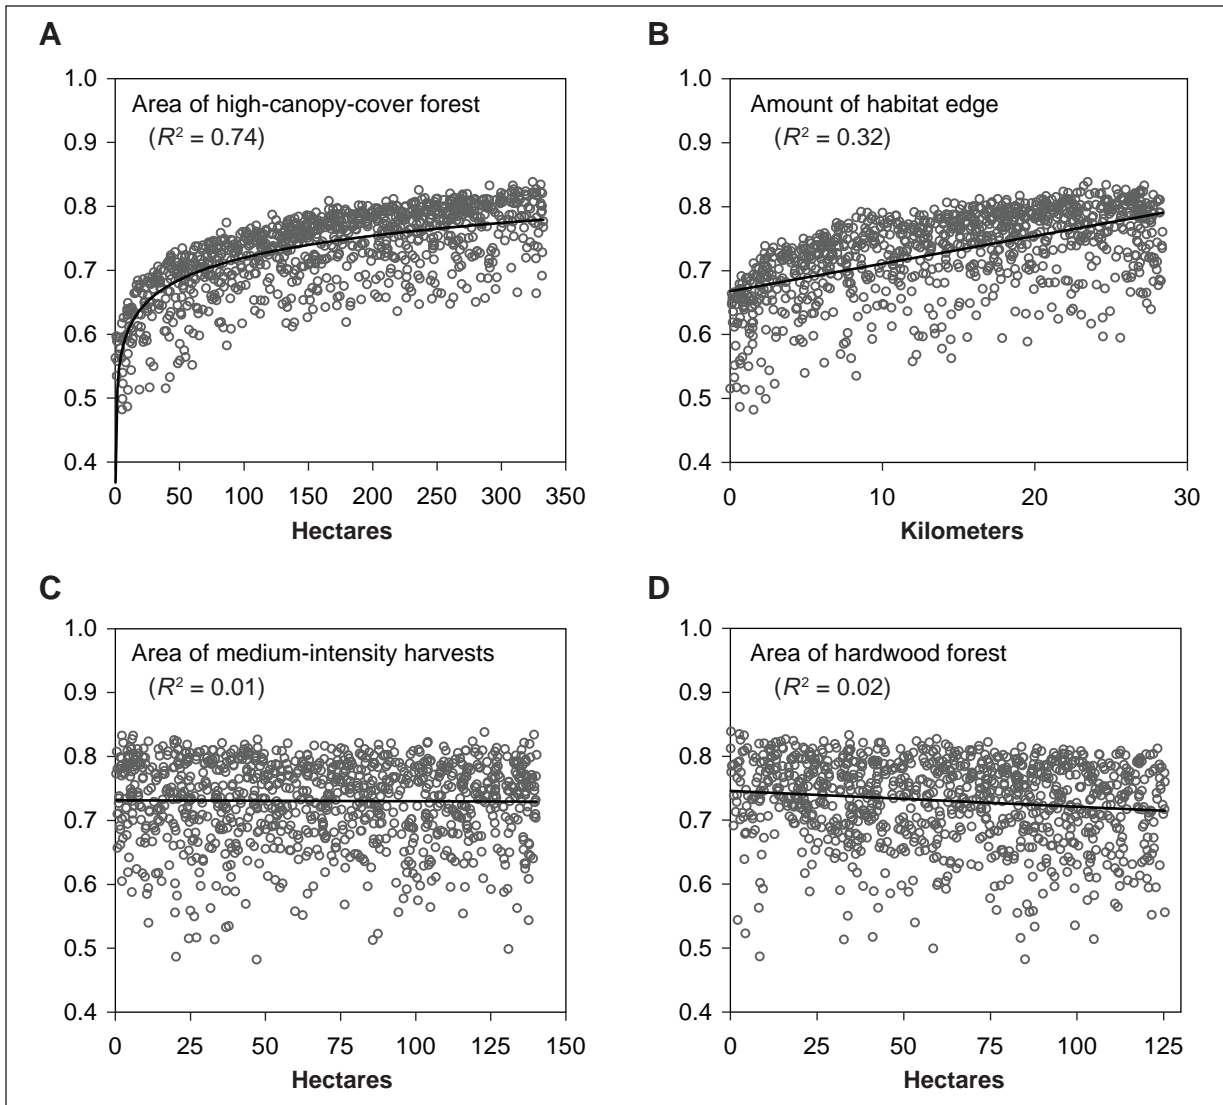 A
Area of high-canopy-cover forest
(R² = 0.74)
1.0
0.9
0.8
0.7
0.6
0.5
0.4
0 50 100 150 200 250 300 350
Hectares
B
Amount of habitat edge
(R² = 0.32)
1.0
0.9
0.8
0.7
0.6
0.5
0.4
0 10 20 30
Kilometers
C
Area of medium-intensity harvests
(R² = 0.01)
1.0
0.9
0.8
0.7
0.6
0.5
0.4
0 25 50 75 100 125 150
Hectares
D
Area of hardwood forest
(R² = 0.02)
1.0
0.9
0.8
0.7
0.6
0.5
0.4
0 25 50 75 100 125
Hectares